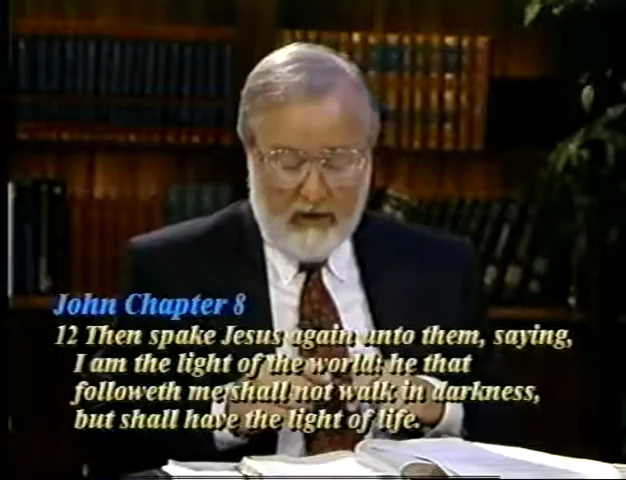 John Chapter 8
12 Then spake Jesus again unto them, saying,
I am the light of the world: he that
followeth me shall not walk in darkness,
but shall have the light of life.